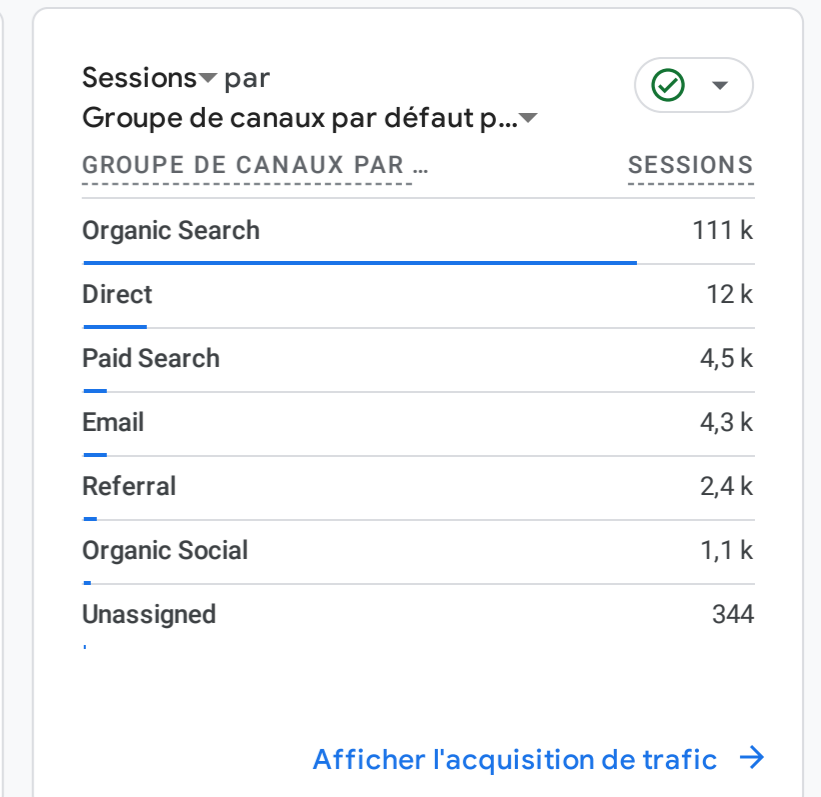 Sessions par
Groupe de canaux par défaut p...
GROUPE DE CANAUX PAR ... SESSIONS
Organic Search 111 k
Direct 12 k
Paid Search 4,5 k
Email 4,3 k
Referral 2,4 k
Organic Social 1,1 k
Unassigned 344
Afficher l'acquisition de trafic